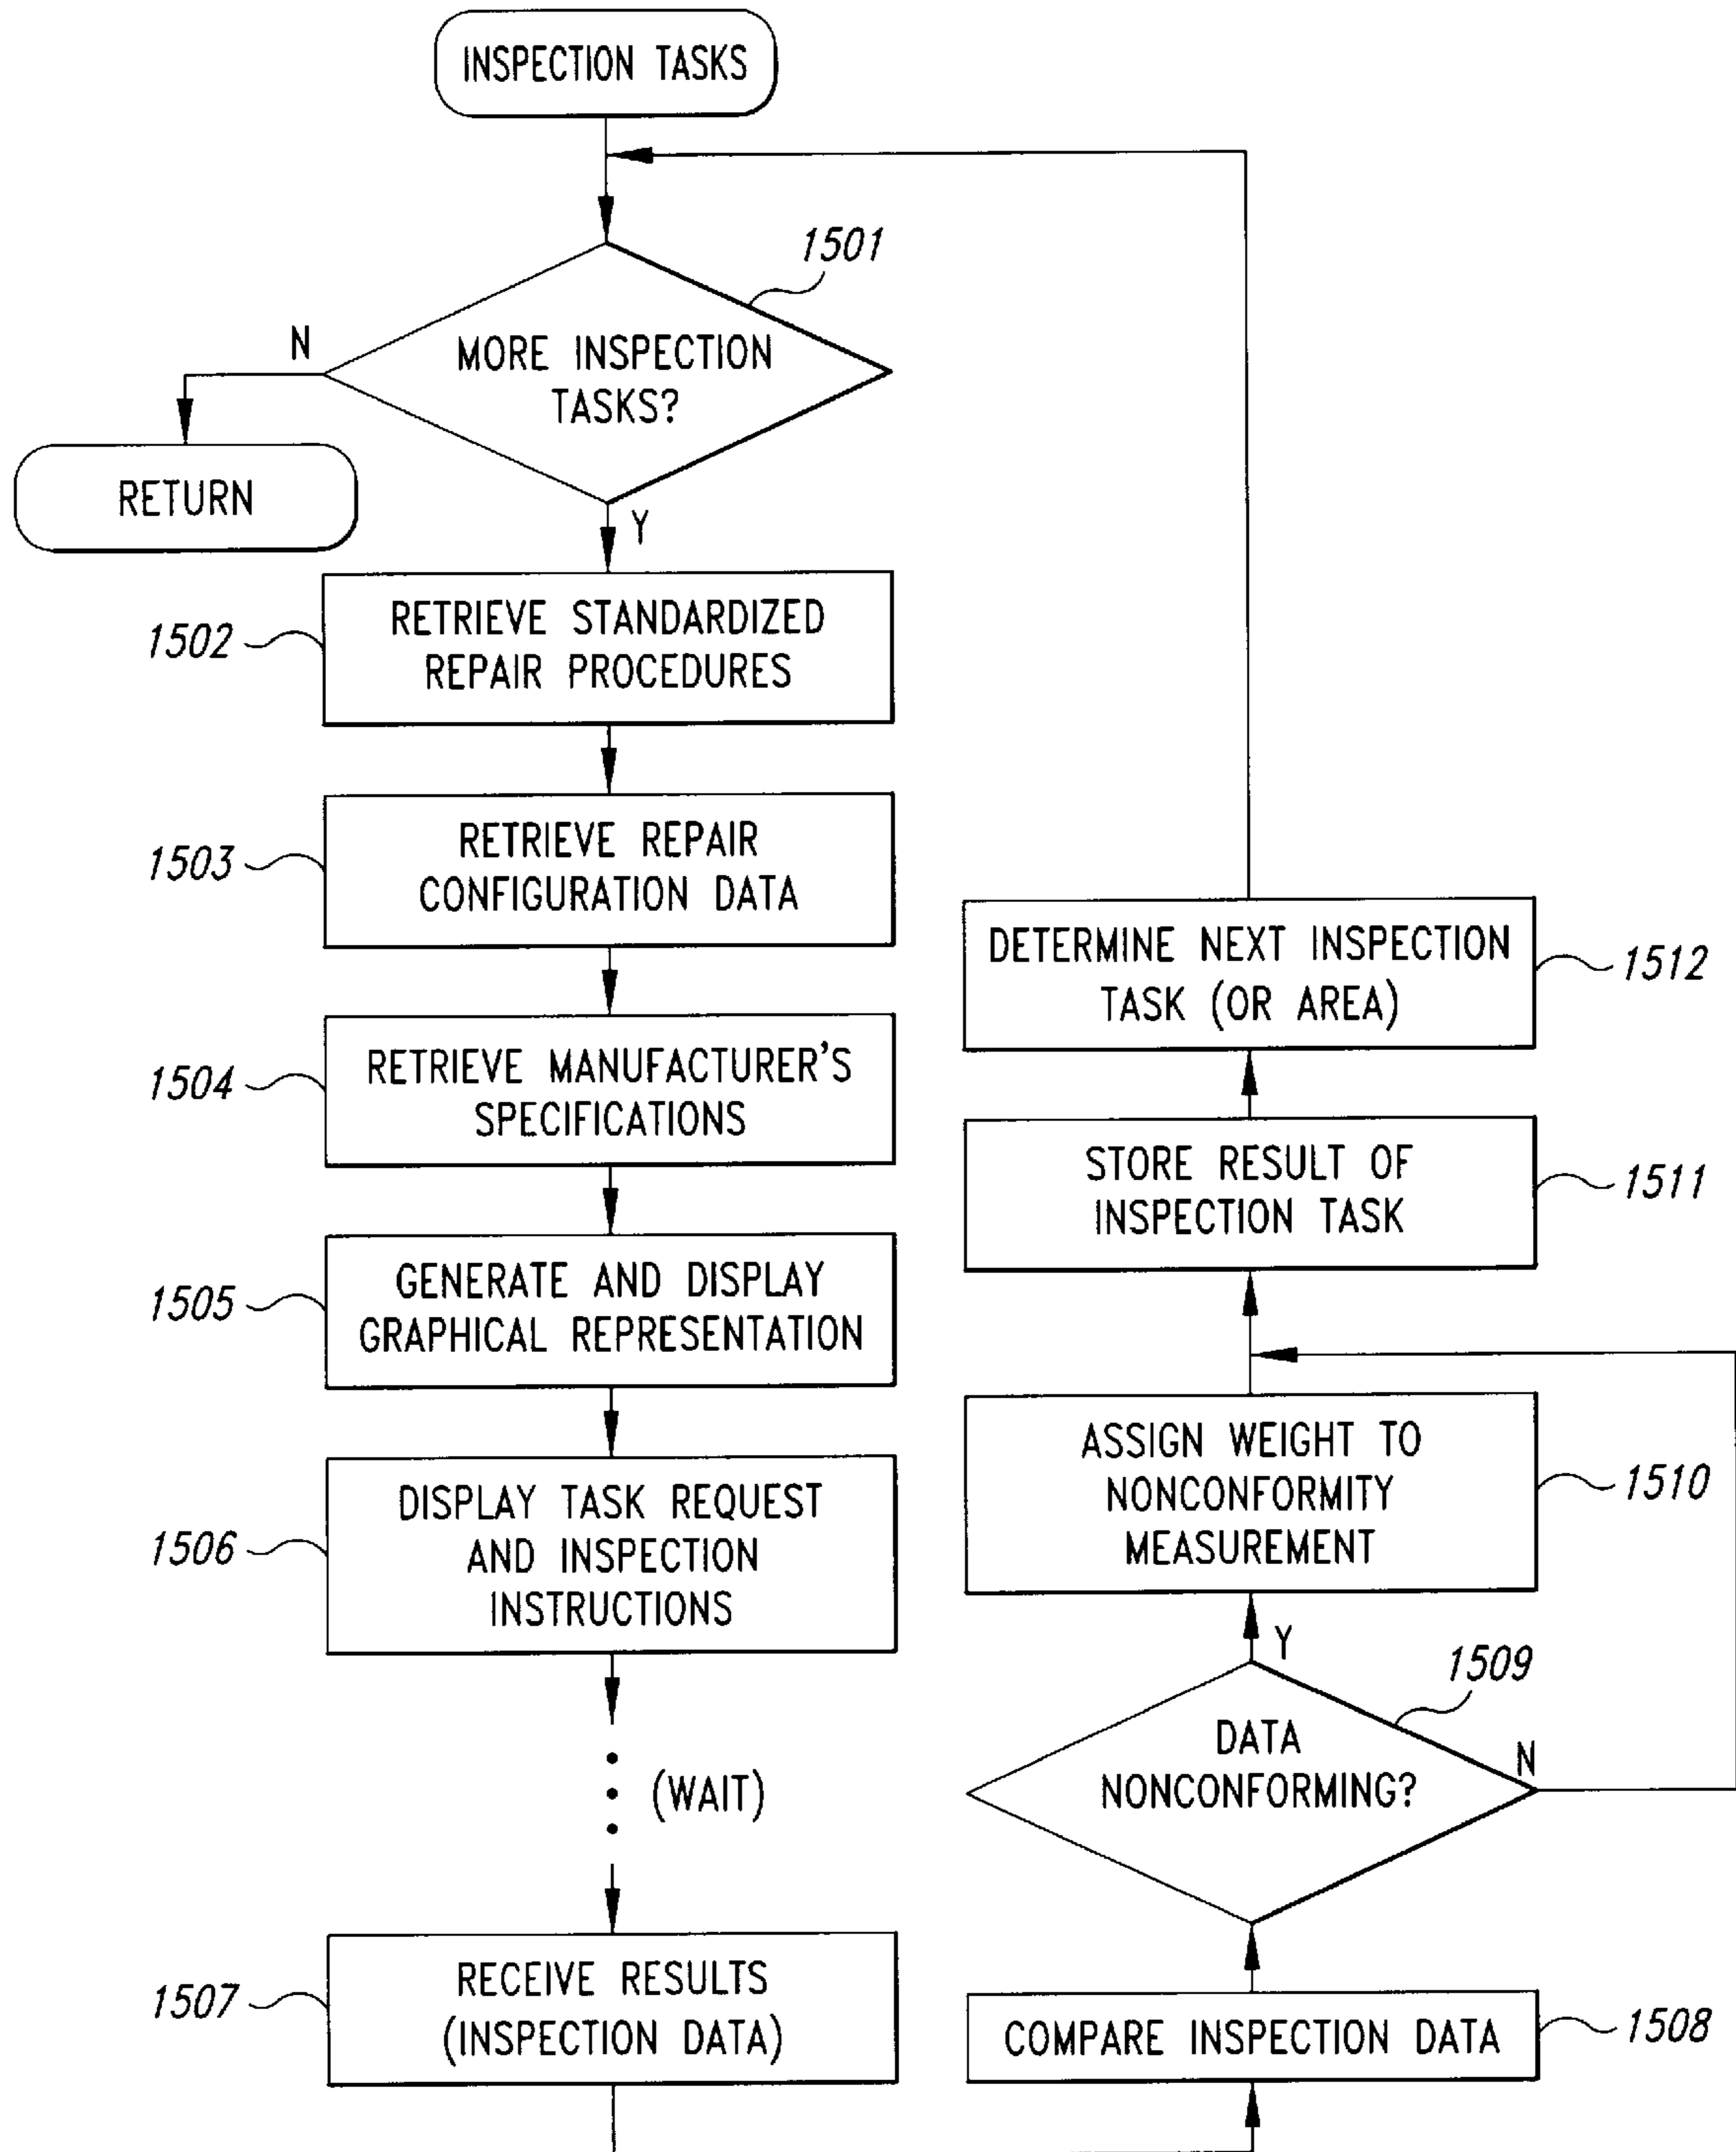 INSPECTION TASKS
1501
MORE INSPECTION
TASKS?
N
RETURN
Y
1502
RETRIEVE STANDARDIZED
REPAIR PROCEDURES
1503
RETRIEVE REPAIR
CONFIGURATION DATA
1504
RETRIEVE MANUFACTURER'S
SPECIFICATIONS
1505
GENERATE AND DISPLAY
GRAPHICAL REPRESENTATION
1506
DISPLAY TASK REQUEST
AND INSPECTION
INSTRUCTIONS
(WAIT)
1507
RECEIVE RESULTS
(INSPECTION DATA)
COMPARE INSPECTION DATA
1508
DATA
NONCONFORMING?
1509
N
Y
ASSIGN WEIGHT TO
NONCONFORMITY
MEASUREMENT
1510
STORE RESULT OF
INSPECTION TASK
1511
DETERMINE NEXT INSPECTION
TASK (OR AREA)
1512